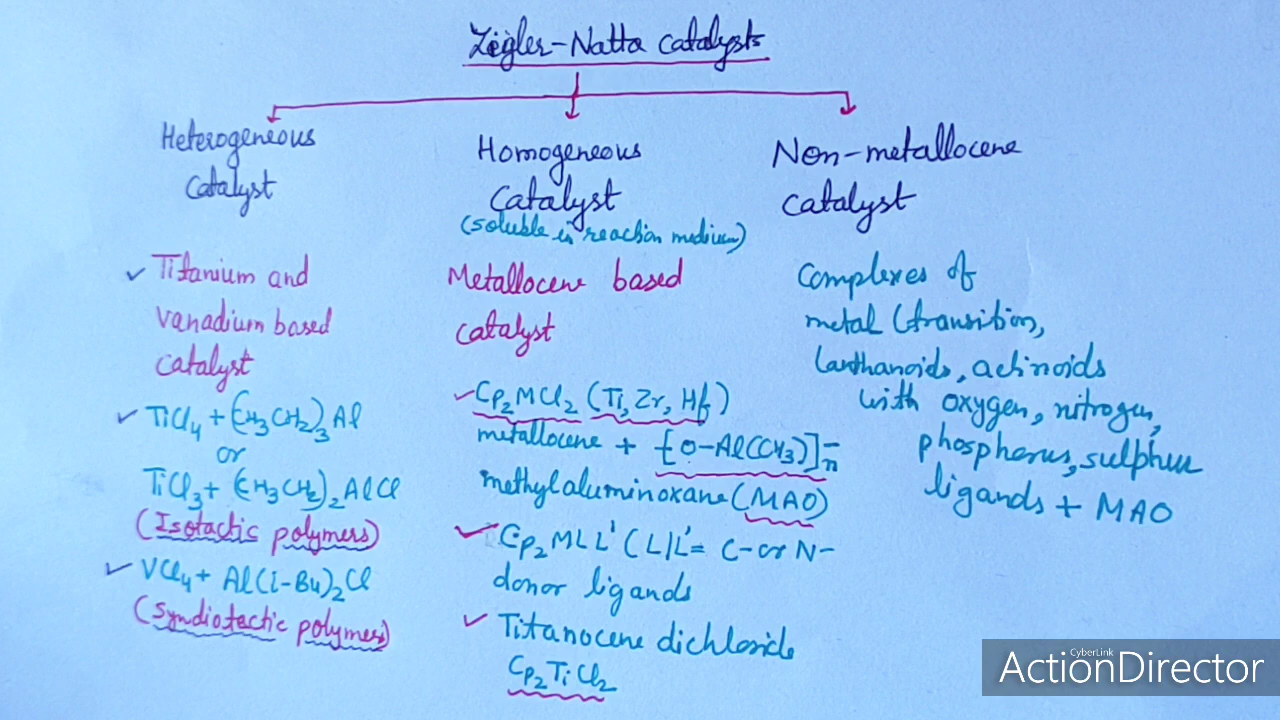 Ziegler-Natta catalysts
Heterogeneous
Catalyst
Titanium and
Vanadium based
catalyst
TiCl4 + (CH3CH2)3Al
or
TiCl3 + (CH3CH2)2AlCl
(Isotactic polymers)
VCl4 + Al(i-Bu)2Cl
(Syndiotactic polymers)
Homogeneous
Catalyst
(soluble in reaction medium)
Metallocene based
catalyst
Cp2MCl2 (Ti, Zr, Hf)
metallocene + [O-Al(CH3)]n
methylaluminoxane (MAO)
Cp2MLL' (L/L' = C- or N-
donor ligands
Titanocene dichloride
Cp2TiCl2
Non-metallocene
catalyst
Complexes of
metal (transition,
lanthanoids, actinoids
with oxygen, nitrogen,
phosphorus, sulphur
ligands + MAO
CyberLink
ActionDirector